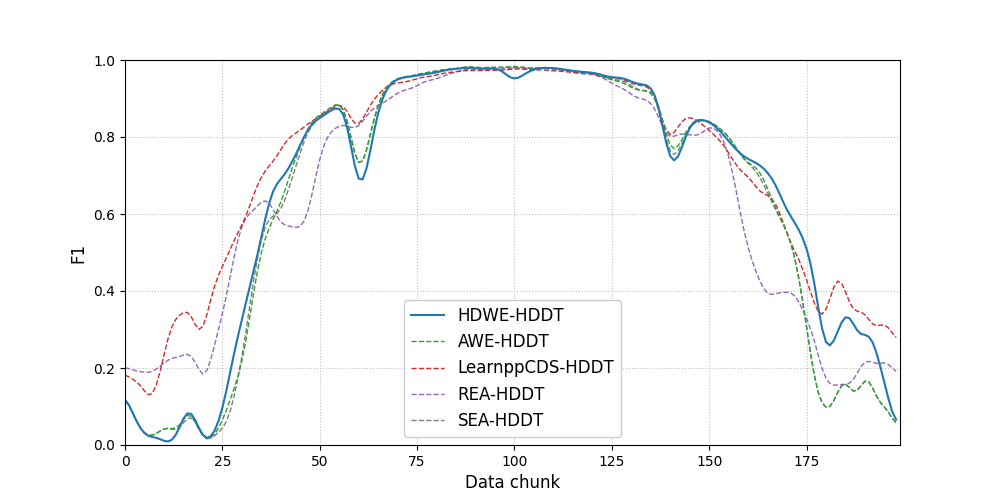 1.0
0.8
0.6
0.4
0.2
0.0
F1
HDWE-HDDT
AWE-HDDT
LearnppCDS-HDDT
REA-HDDT
SEA-HDDT
0 25 50 75 100 125 150 175
Data chunk